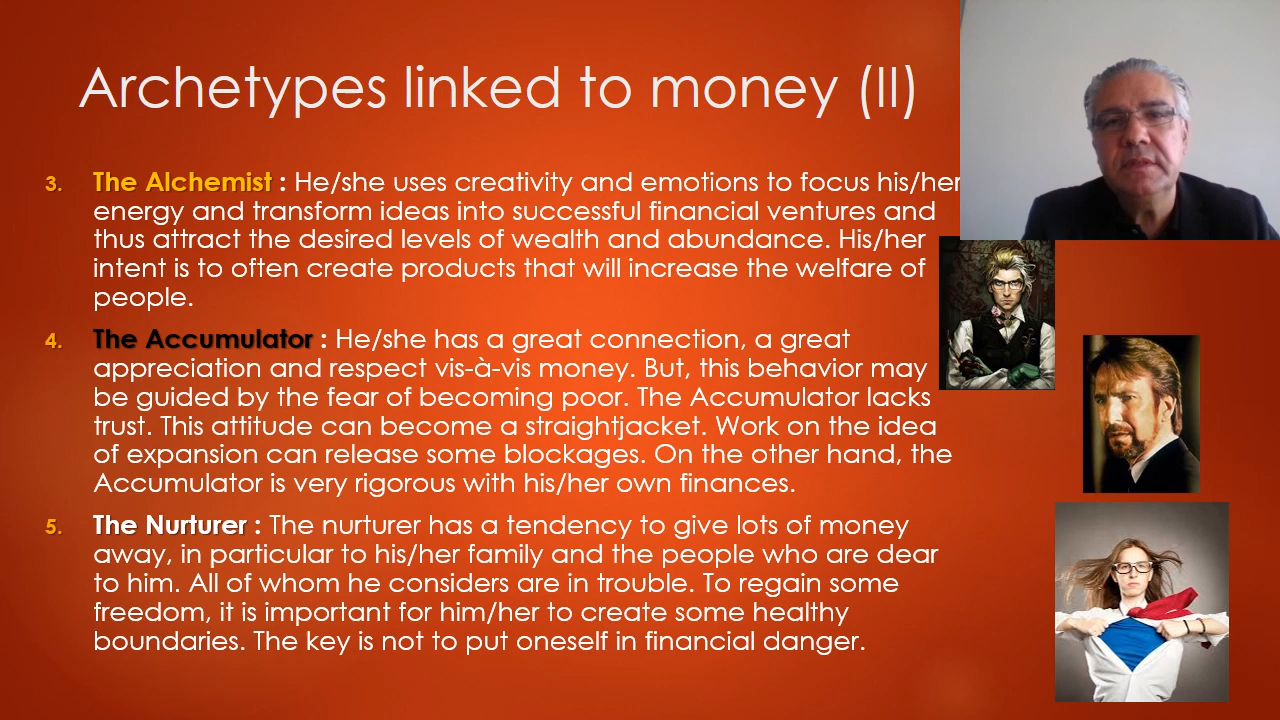 Archetypes linked to money (II)
3. The Alchemist : He/she uses creativity and emotions to focus his/her
energy and transform ideas into successful financial ventures and
thus attract the desired levels of wealth and abundance. His/her
intent is to often create products that will increase the welfare of
people.
4. The Accumulator : He/she has a great connection, a great
appreciation and respect vis-à-vis money. But, this behavior may
be guided by the fear of becoming poor. The Accumulator lacks
trust. This attitude can become a straightjacket. Work on the idea
of expansion can release some blockages. On the other hand, the
Accumulator is very rigorous with his/her own finances.
5. The Nurturer : The nurturer has a tendency to give lots of money
away, in particular to his/her family and the people who are dear
to him. All of whom he considers are in trouble. To regain some
freedom, it is important for him/her to create some healthy
boundaries. The key is not to put oneself in financial danger.